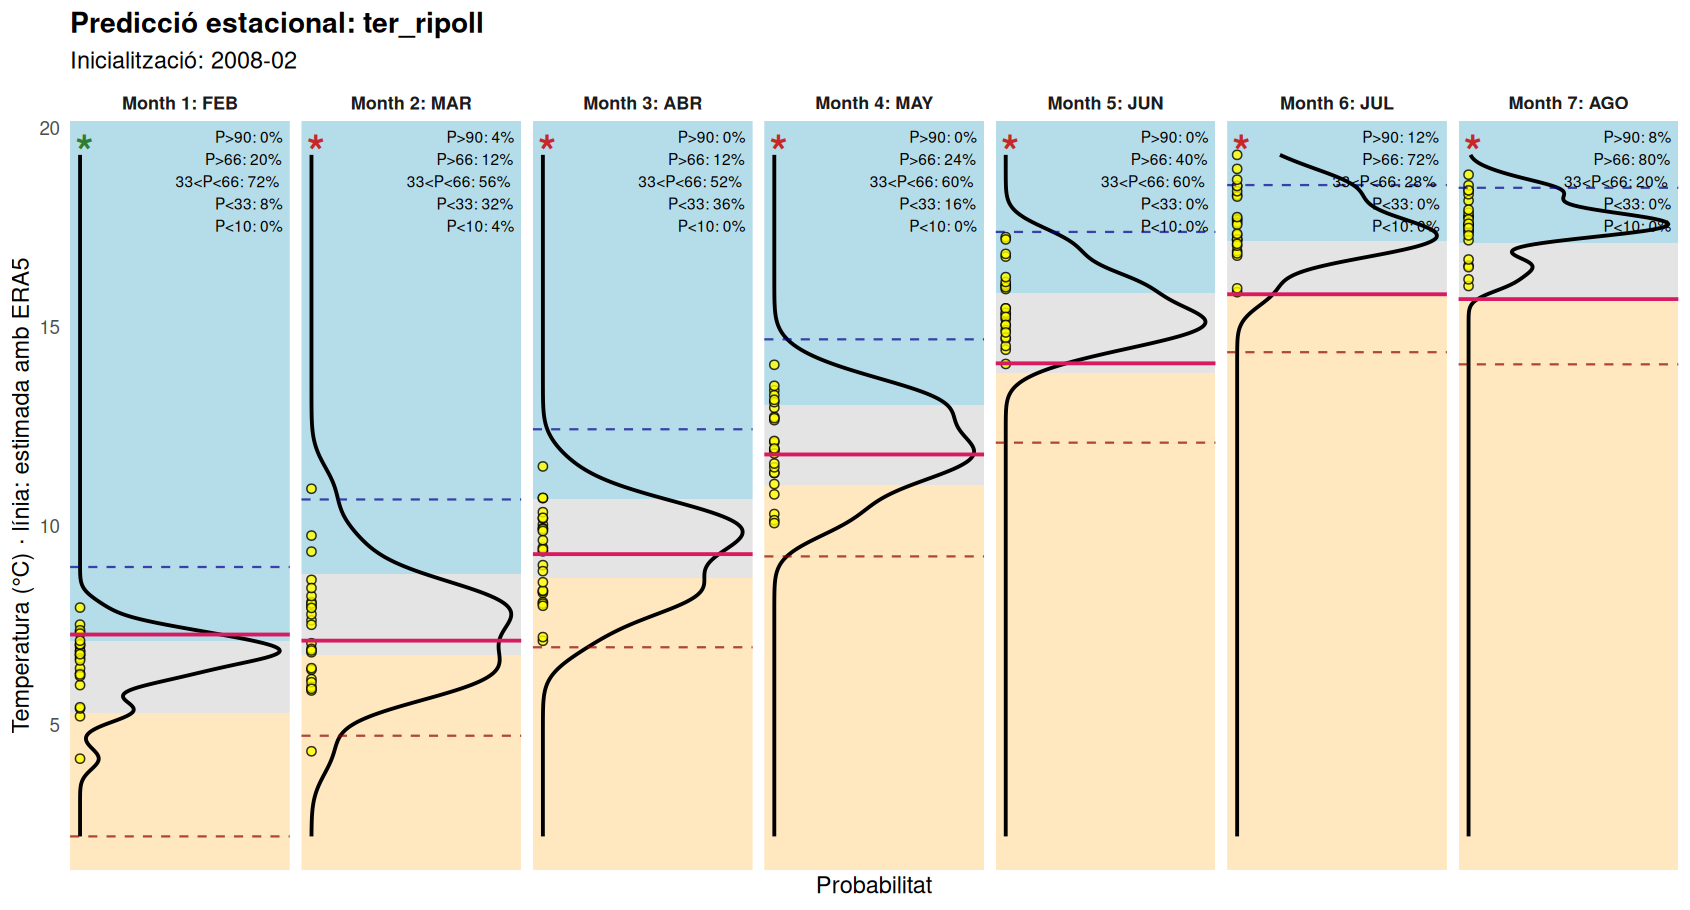 Predicció estacional: ter_ripoll
Inicialització: 2008-02
Month 1: FEB
Month 2: MAR
Month 3: ABR
Month 4: MAY
Month 5: JUN
Month 6: JUL
Month 7: AGO
Temperatura (°C) · línia: estimada amb ERA5
20
15
10
5
*
P>90: 0%
P>66: 20%
33<P<66: 72%
P<33: 8%
P<10: 0%
*
P>90: 4%
P>66: 12%
33<P<66: 56%
P<33: 32%
P<10: 4%
*
P>90: 0%
P>66: 12%
33<P<66: 52%
P<33: 36%
P<10: 0%
*
P>90: 0%
P>66: 24%
33<P<66: 60%
P<33: 16%
P<10: 0%
*
P>90: 0%
P>66: 40%
33<P<66: 60%
P<33: 0%
P<10: 0%
*
P>90: 12%
P>66: 72%
33<P<66: 28%
P<33: 0%
P<10: 0%
*
P>90: 8%
P>66: 80%
33<P<66: 20%
P<33: 0%
P<10: 0%
Probabilitat